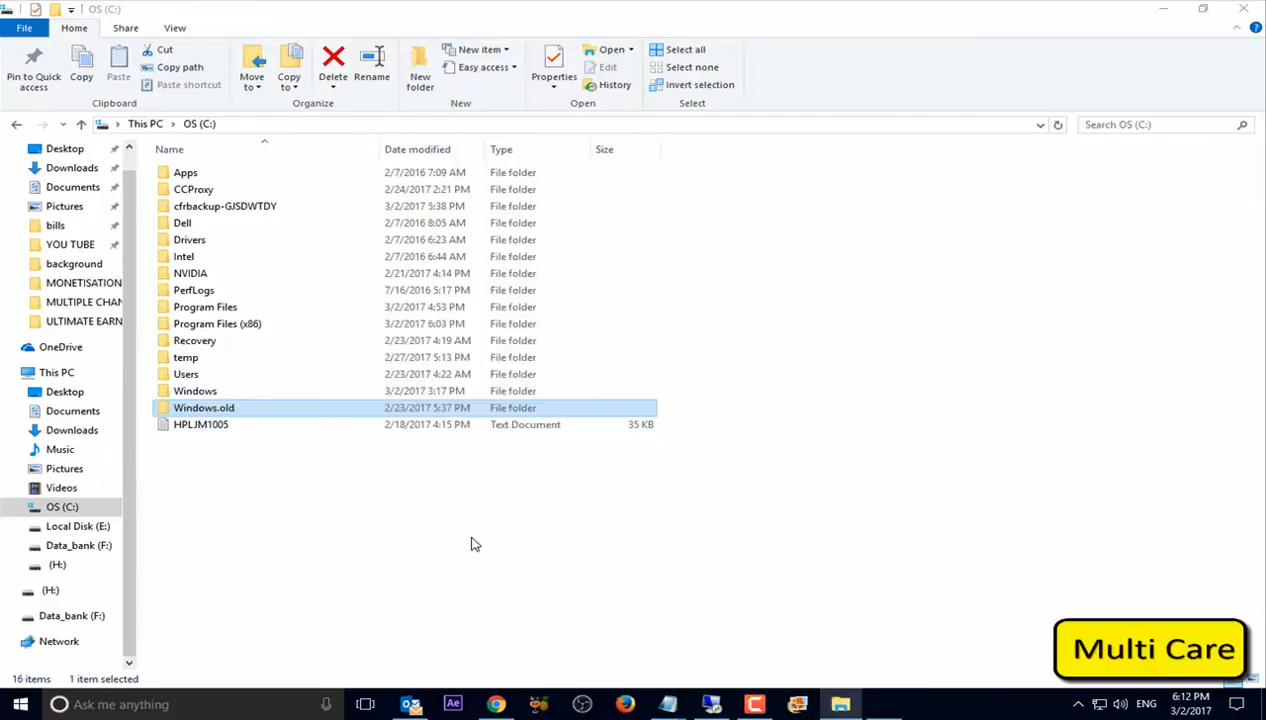 OS (C:)
File Home Share View
Pin to Quick access
Copy
Paste
Cut
Copy path
Paste shortcut
Clipboard
Move to
Copy to
Delete
Rename
Organize
New folder
New item
Easy access
New
Properties
Open
Edit
History
Open
Select all
Select none
Invert selection
Select
This PC > OS (C:)
Search OS (C:)
Name Date modified Type Size
Apps 2/7/2016 7:09 AM File folder
CCProxy 2/24/2017 2:21 PM File folder
cfrbackup-GJSDWTDY 3/2/2017 5:38 PM File folder
Dell 2/7/2016 8:05 AM File folder
Drivers 2/7/2016 6:23 AM File folder
Intel 2/7/2016 6:44 AM File folder
NVIDIA 2/21/2017 4:14 PM File folder
PerfLogs 7/16/2016 5:17 PM File folder
Program Files 3/2/2017 4:53 PM File folder
Program Files (x86) 3/2/2017 6:03 PM File folder
Recovery 2/23/2017 4:19 AM File folder
temp 2/27/2017 5:13 PM File folder
Users 2/23/2017 4:22 AM File folder
Windows 3/2/2017 3:17 PM File folder
Windows.old 2/23/2017 5:37 PM File folder
HPLJM1005 2/18/2017 4:15 PM Text Document 35 KB
Desktop
Downloads
Documents
Pictures
bills
YOU TUBE
background
MONETISATION
MULTIPLE CHAN
ULTIMATE EARN
OneDrive
This PC
Desktop
Documents
Downloads
Music
Pictures
Videos
OS (C:)
Local Disk (E:)
Data_bank (F:)
(H:)
(H:)
Data_bank (F:)
Network
Multi Care
16 items 1 item selected
Ask me anything
Ae
ENG
6:12 PM
3/2/2017